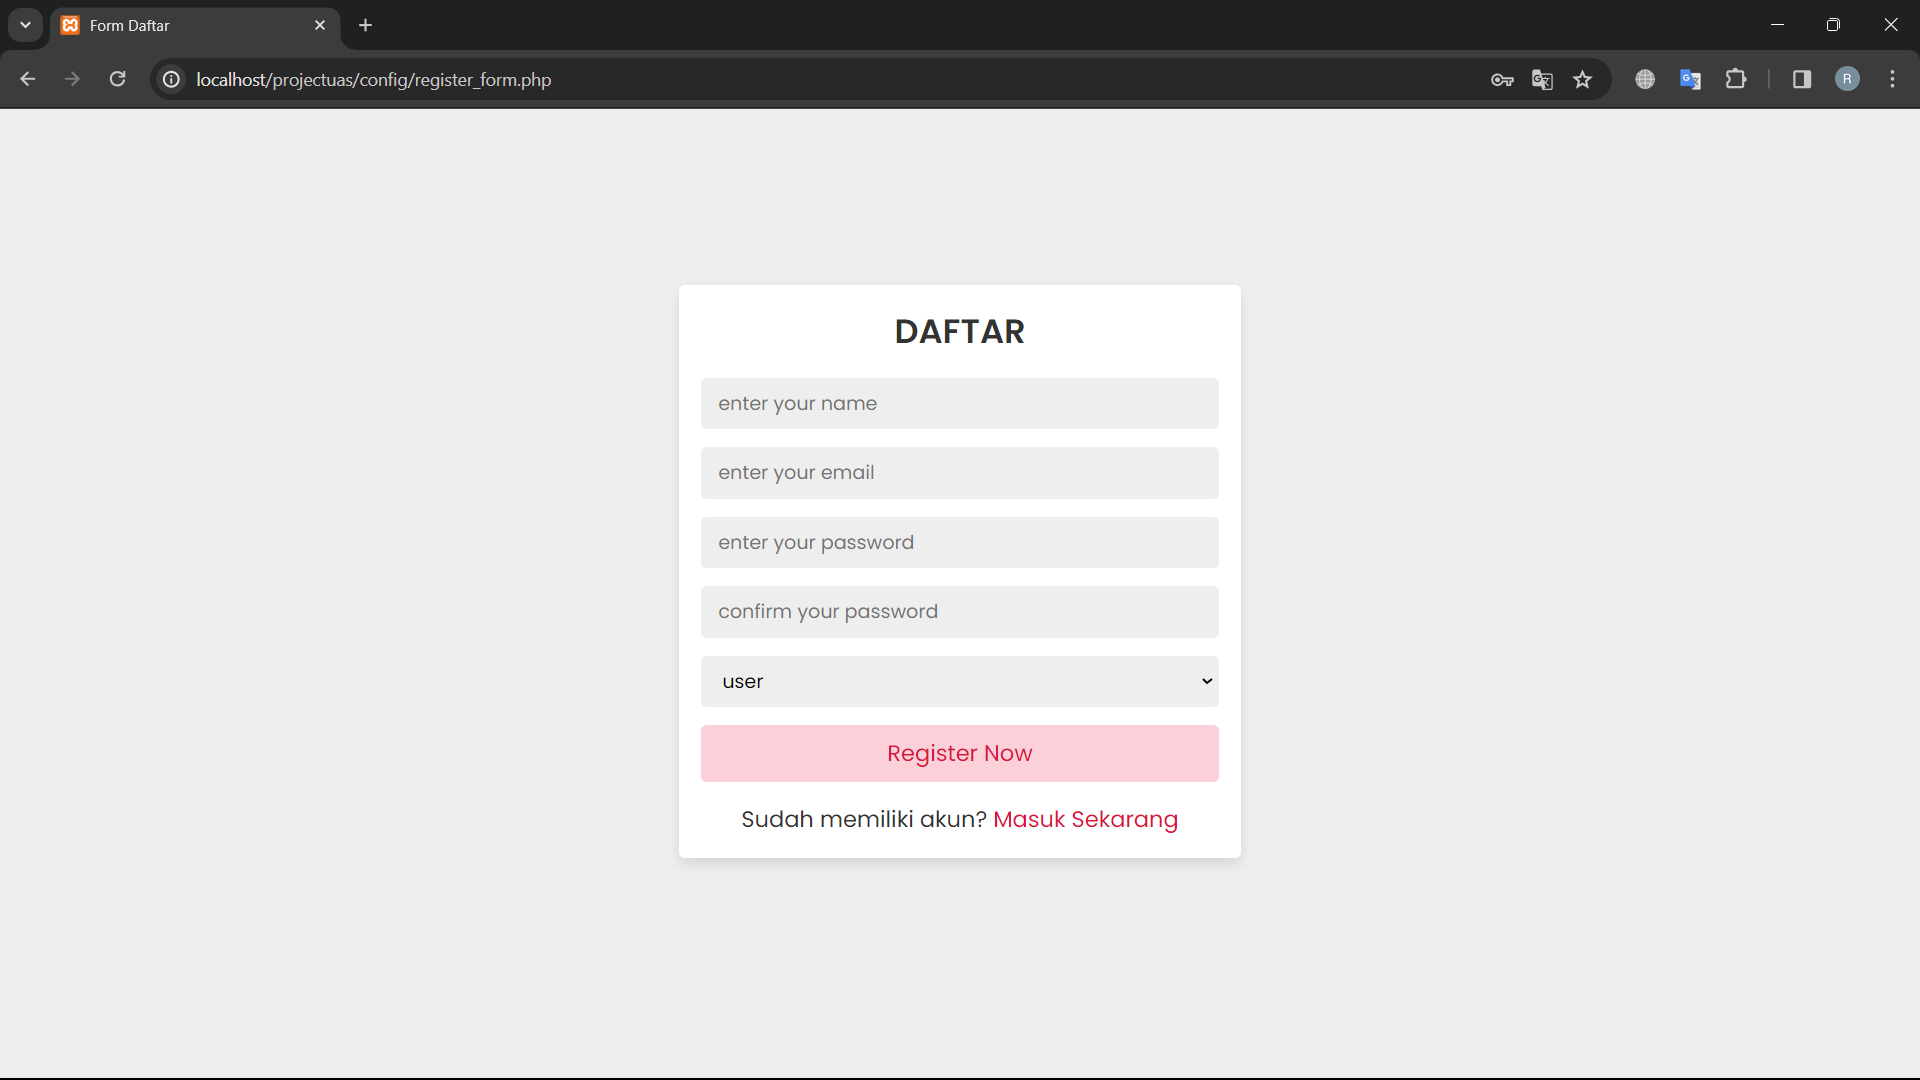 Form Daftar
localhost/projectuas/config/register_form.php
R
DAFTAR
enter your name
enter your email
enter your password
confirm your password
user
Register Now
Sudah memiliki akun? Masuk Sekarang